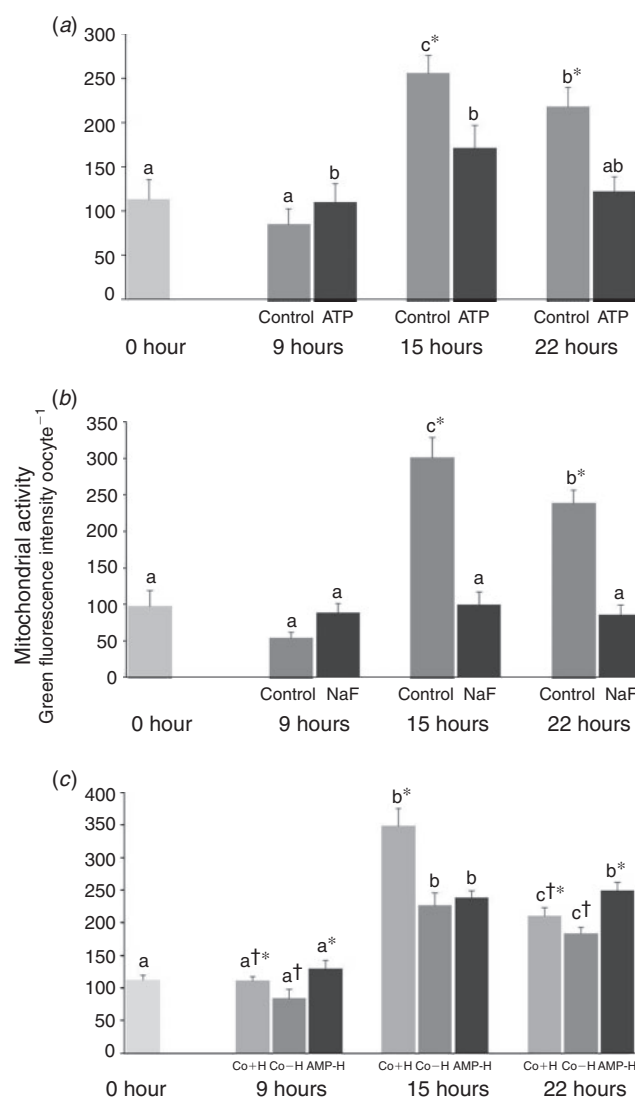 (a)
300
250
200
150
100
50
0
a
a
b
c*
b
b*
ab
Control ATP
Control ATP
Control ATP
0 hour
9 hours
15 hours
22 hours
Mitochondrial activity
Green fluorescence intensity oocyte⁻¹
(b)
350
300
250
200
150
100
50
0
a
a
a
c*
a
b*
a
Control NaF
Control NaF
Control NaF
0 hour
9 hours
15 hours
22 hours
(c)
400
350
300
250
200
150
100
50
0
a
a†*
a†
a*
b*
b
b
c†*
c†
b*
Co+H Co−H AMP-H
Co+H Co−H AMP-H
Co+H Co−H AMP-H
0 hour
9 hours
15 hours
22 hours